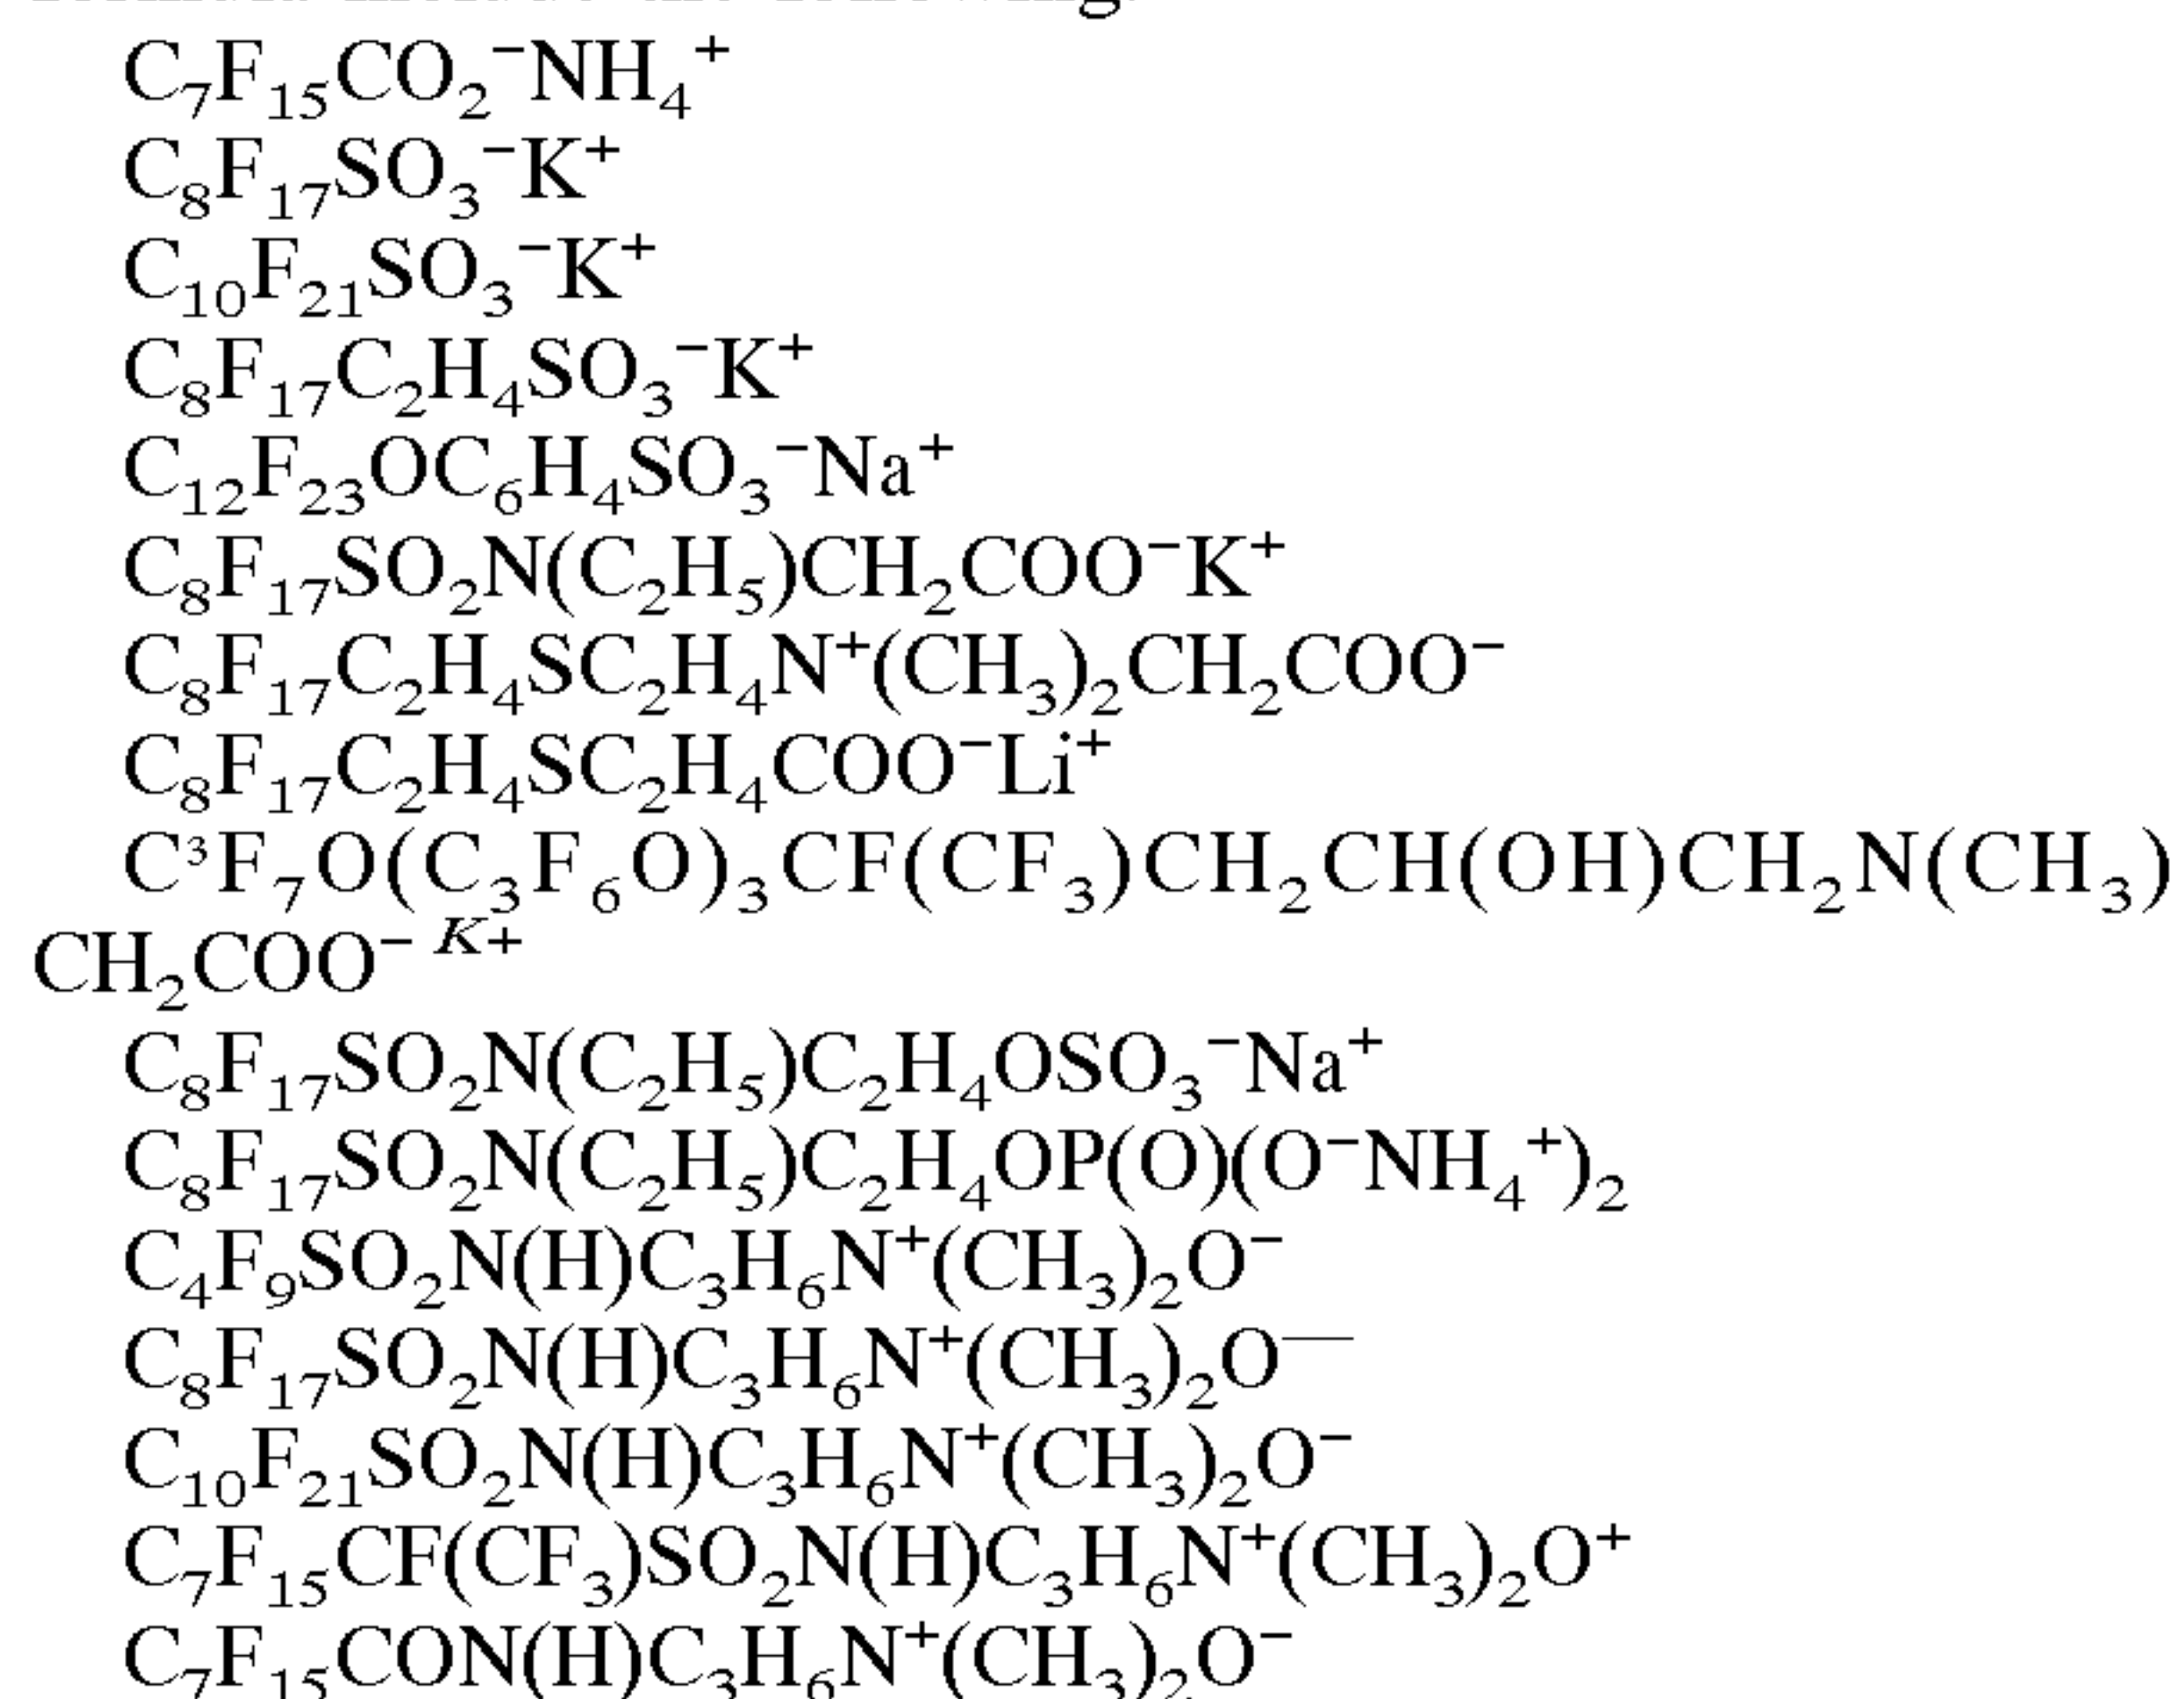 C₇F₁₅CO₂⁻NH₄⁺
C₈F₁₇SO₃⁻K⁺
C₁₀F₂₁SO₃⁻K⁺
C₈F₁₇C₂H₄SO₃⁻K⁺
C₁₂F₂₃OC₆H₄SO₃⁻Na⁺
C₈F₁₇SO₂N(C₂H₅)CH₂COO⁻K⁺
C₈F₁₇C₂H₄SC₂H₄N⁺(CH₃)₂CH₂COO⁻
C₈F₁₇C₂H₄SC₂H₄COO⁻Li⁺
C³F₇O(C₃F₆O)₃CF(CF₃)CH₂CH(OH)CH₂N(CH₃)
CH₂COO⁻ ᴷ⁺
C₈F₁₇SO₂N(C₂H₅)C₂H₄OSO₃⁻Na⁺
C₈F₁₇SO₂N(C₂H₅)C₂H₄OP(O)(O⁻NH₄⁺)₂
C₄F₉SO₂N(H)C₃H₆N⁺(CH₃)₂O⁻
C₈F₁₇SO₂N(H)C₃H₆N⁺(CH₃)₂O—
C₁₀F₂₁SO₂N(H)C₃H₆N⁺(CH₃)₂O⁻
C₇F₁₅CF(CF₃)SO₂N(H)C₃H₆N⁺(CH₃)₂O⁺
C₇F₁₅CON(H)C₃H₆N⁺(CH₃)₂O⁻